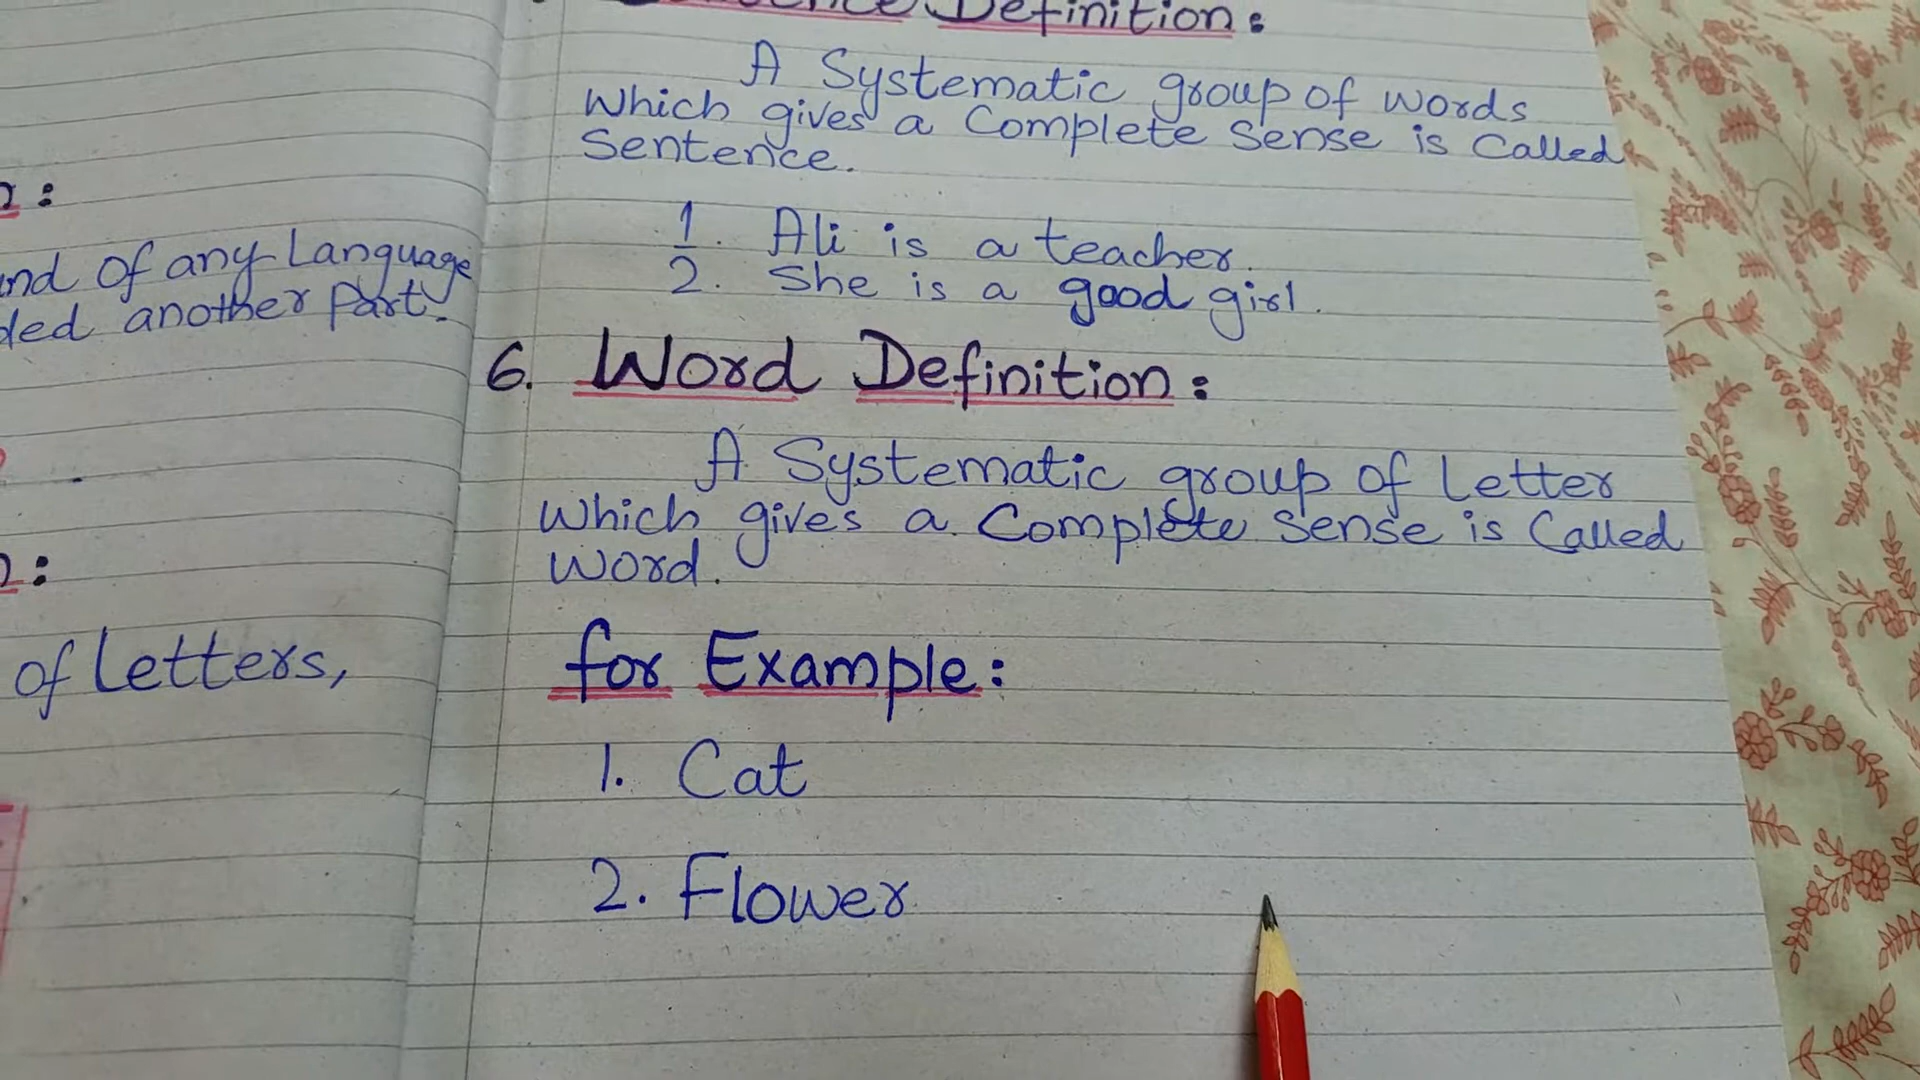 :
of any Language
another Part.
:
of Letters,
Definition:
A Systematic group of words
which gives a Complete Sense is Called
Sentence.
1. Ali is a teacher.
2. She is a good girl.
6. Word Definition:
A Systematic group of Letter
which gives a Complete Sense is Called
word.
for Example:
1. Cat
2. Flower